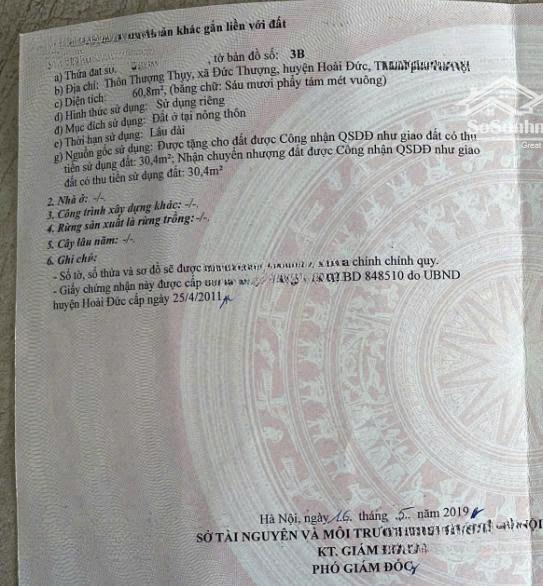 sản khác gắn liền với đất
a) Thửa đất số: , tờ bản đồ số: 3B
b) Địa chỉ: Thôn Thượng Thụy, xã Đức Thượng, huyện Hoài Đức,
c) Diện tích: 60,8m², (bằng chữ: Sáu mươi phẩy tám mét vuông)
d) Hình thức sử dụng: Sử dụng riêng
đ) Mục đích sử dụng: Đất ở tại nông thôn
e) Thời hạn sử dụng: Lâu dài
g) Nguồn gốc sử dụng: Được tặng cho đất được Công nhận QSDĐ như giao đất có thu
tiền sử dụng đất: 30,4m²; Nhận chuyển nhượng đất được Công nhận QSDĐ như giao
đất có thu tiền sử dụng đất: 30,4m²
2. Nhà ở: -/-.
3. Công trình xây dựng khác: -/-.
4. Rừng sản xuất là rừng trồng: -/-.
5. Cây lâu năm: -/-.
6. Ghi chú:
- Số tờ, số thửa và sơ đồ sẽ được chính chính quy.
- Giấy chứng nhận này được cấp BD 848510 do UBND
huyện Hoài Đức cấp ngày 25/4/2011
Hà Nội, ngày 16 tháng 5 năm 2019
SỞ TÀI NGUYÊN VÀ MÔI TRƯỜNG HÀ NỘI
KT. GIÁM ĐỐC
PHÓ GIÁM ĐỐC